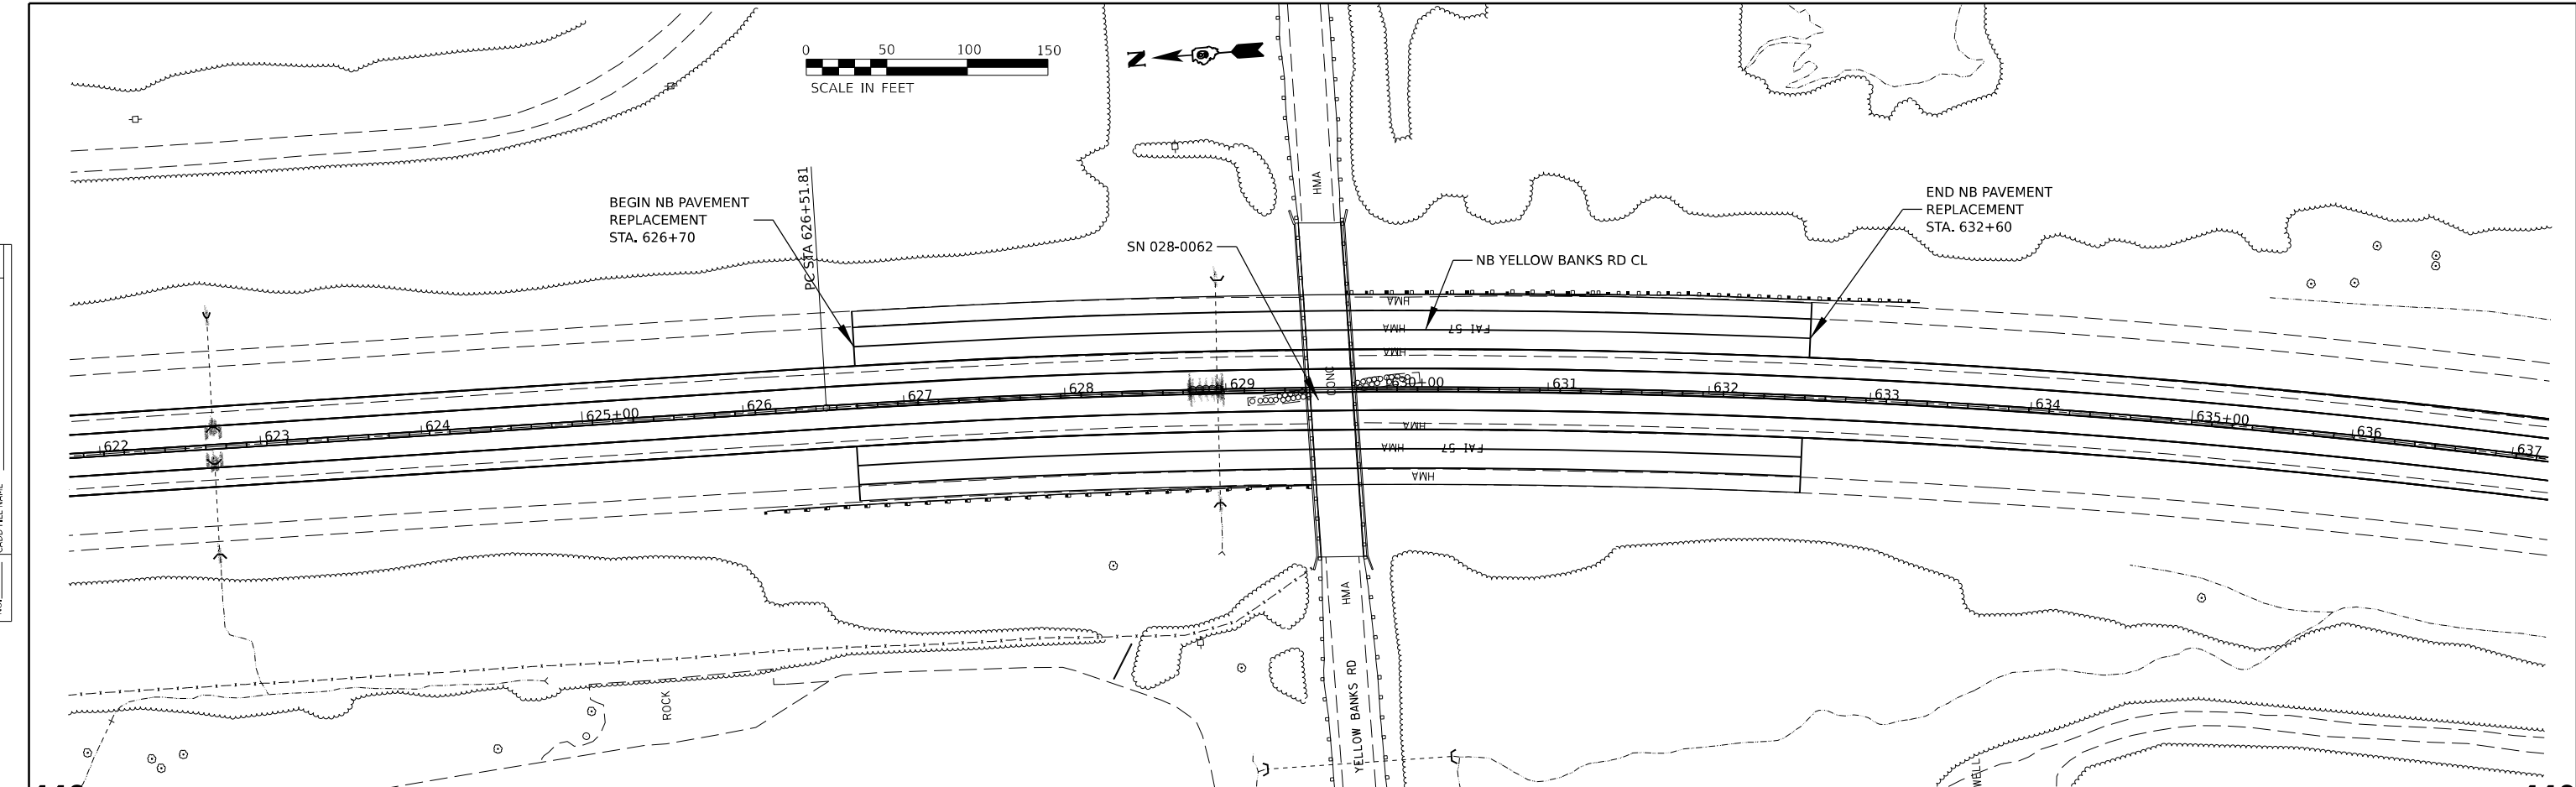 0 50 100 150
SCALE IN FEET
N
HMA
BEGIN NB PAVEMENT
REPLACEMENT
STA. 626+70
PC STA 626+51.81
SN 028-0062
NB YELLOW BANKS RD CL
END NB PAVEMENT
REPLACEMENT
STA. 632+60
HMA
HMA
FAI 57
HMA
CONC
622 623 624 625+00 626 627 628 629 630+00 631 632 633 634 635+00 636 637
HMA
HMA
FAI 57
HMA
HMA
YELLOW BANKS RD
ROCK
WELL